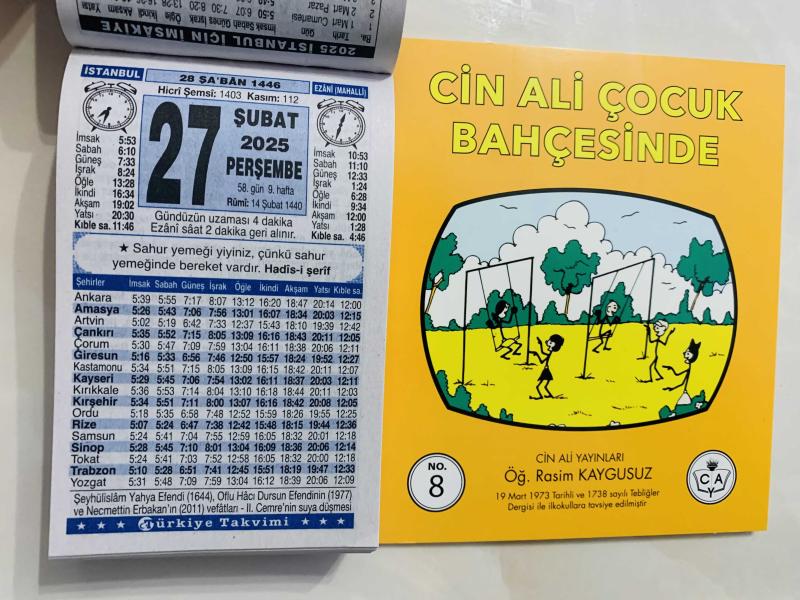 2025 İSTANBUL İÇİN İMSAKİYE
İSTANBUL
28 ŞA'BÂN 1446
EZÂNÎ (MAHALLÎ)
Hicrî Şemsî: 1403 Kasım: 112
27 ŞUBAT
2025
PERŞEMBE
58. gün 9. hafta
Rûmî: 14 Şubat 1440
İmsak 5:53
Sabah 6:10
Güneş 7:33
İşrak 8:24
Öğle 13:28
İkindi 16:34
Akşam 19:02
Yatsı 20:30
Kıble sa. 11:46
İmsak 10:53
Sabah 11:10
Güneş 12:33
İşrak 1:24
Öğle 6:28
İkindi 9:34
Akşam 12:00
Yatsı 1:28
Kıble sa. 4:46
Gündüzün uzaması 4 dakika
Ezânî sâat 2 dakika geri alınır.
★ Sahur yemeği yiyiniz, çünkü sahur
yemeğinde bereket vardır. Hadîs-i şerîf
Şehirler İmsak Sabah Güneş İşrak Öğle İkindi Akşam Yatsı Kıble sa.
Ankara 5:39 5:55 7:17 8:07 13:12 16:20 18:47 20:14 12:00
Amasya 5:26 5:43 7:06 7:56 13:01 16:07 18:34 20:03 12:15
Artvin 5:02 5:19 6:42 7:33 12:37 15:43 18:10 19:39 12:42
Çankırı 5:35 5:52 7:15 8:05 13:09 16:16 18:43 20:11 12:05
Çorum 5:30 5:47 7:09 7:59 13:04 16:11 18:38 20:06 12:11
Giresun 5:16 5:33 6:56 7:46 12:50 15:57 18:24 19:52 12:27
Kastamonu 5:34 5:51 7:15 8:05 13:09 16:15 18:42 20:11 12:07
Kayseri 5:29 5:45 7:06 7:54 13:02 16:11 18:37 20:03 12:11
Kırıkkale 5:36 5:53 7:14 8:04 13:10 16:18 18:44 20:11 12:03
Kırşehir 5:34 5:51 7:11 8:00 13:07 16:16 18:42 20:08 12:05
Ordu 5:18 5:35 6:58 7:48 12:52 15:59 18:26 19:55 12:25
Rize 5:07 5:24 6:47 7:38 12:42 15:48 18:15 19:44 12:36
Samsun 5:24 5:41 7:04 7:55 12:59 16:05 18:32 20:01 12:18
Sinop 5:28 5:45 7:10 8:01 13:04 16:09 18:36 20:06 12:14
Tokat 5:24 5:41 7:03 7:52 12:58 16:05 18:32 20:00 12:18
Trabzon 5:10 5:28 6:51 7:41 12:45 15:51 18:19 19:47 12:33
Yozgat 5:31 5:48 7:09 7:59 13:04 16:12 18:39 20:06 12:09
Şeyhülislâm Yahya Efendi (1644), Oflu Hâcı Dursun Efendinin (1977)
ve Necmettin Erbakan'ın (2011) vefâtları - II. Cemre'nin suya düşmesi
★ ★ ★ Türkiye Takvimi ★ ★ ★
CİN ALİ ÇOCUK
BAHÇESİNDE
NO.
8
CİN ALİ YAYINLARI
Öğ. Rasim KAYGUSUZ
19 Mart 1973 Tarihli ve 1738 sayılı Tebliğler
Dergisi ile ilkokullara tavsiye edilmiştir
C A Y